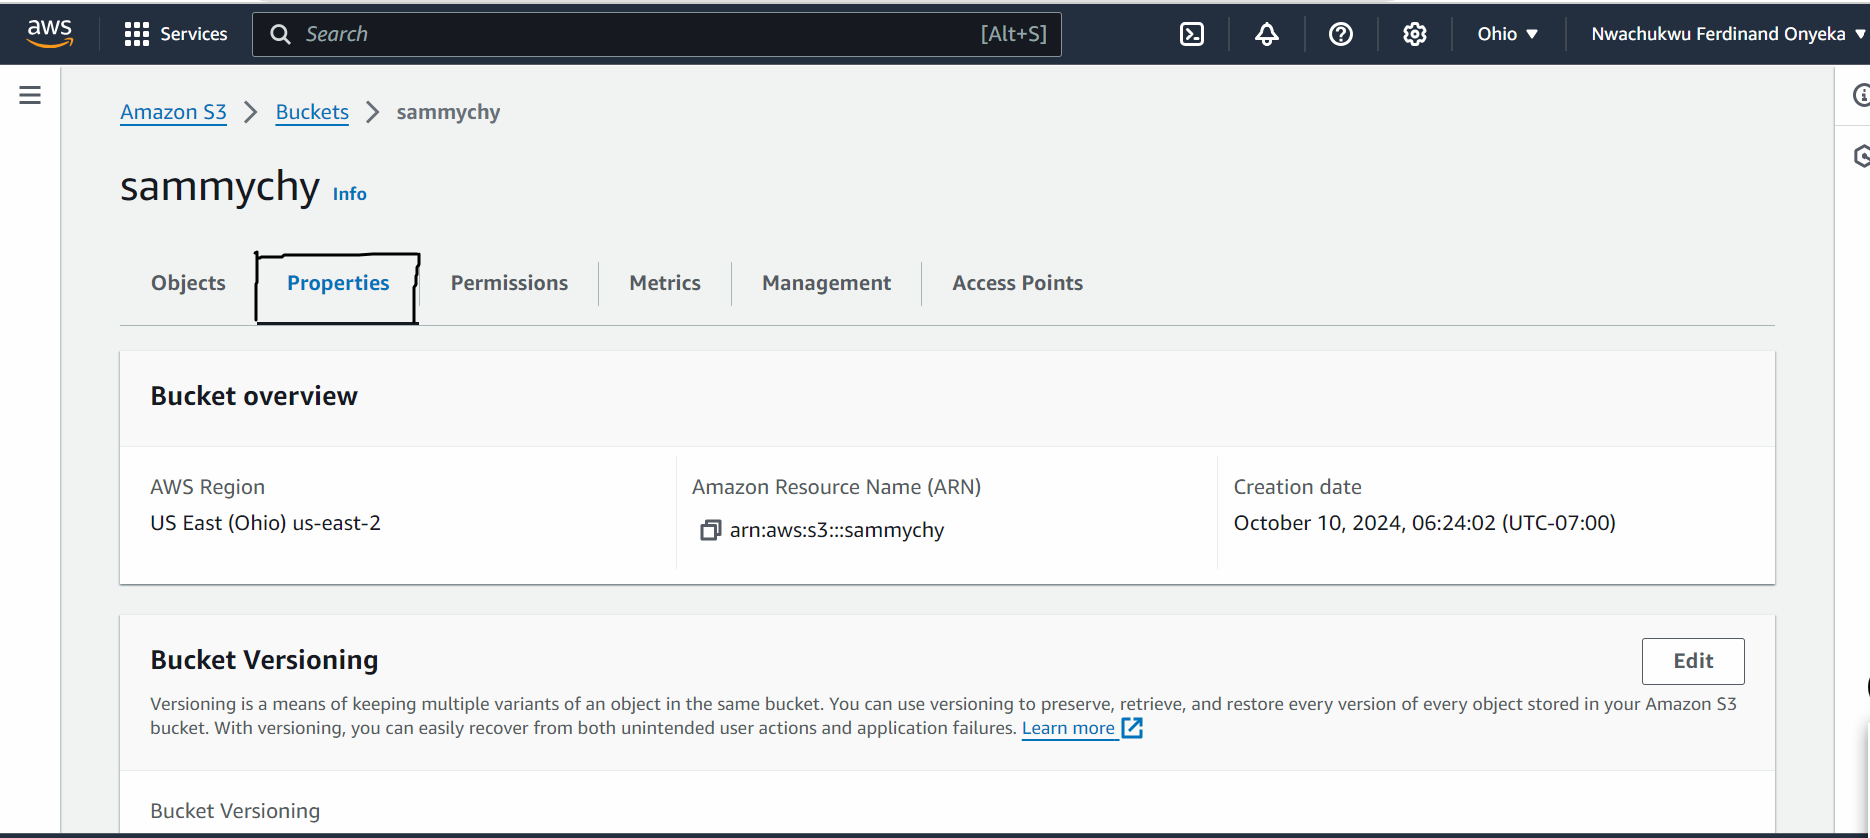 aws Services Search [Alt+S] Ohio Nwachukwu Ferdinand Onyeka
Amazon S3 Buckets sammychy
sammychy Info
Objects Properties Permissions Metrics Management Access Points
Bucket overview
AWS Region
US East (Ohio) us-east-2
Amazon Resource Name (ARN)
arn:aws:s3:::sammychy
Creation date
October 10, 2024, 06:24:02 (UTC-07:00)
Bucket Versioning
Edit
Versioning is a means of keeping multiple variants of an object in the same bucket. You can use versioning to preserve, retrieve, and restore every version of every object stored in your Amazon S3
bucket. With versioning, you can easily recover from both unintended user actions and application failures. Learn more
Bucket Versioning